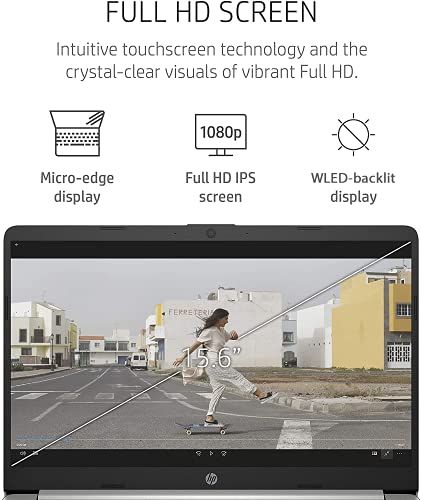 FULL HD SCREEN
Intuitive touchscreen technology and the
crystal-clear visuals of vibrant Full HD.
1080p
Micro-edge
display
Full HD IPS
screen
WLED-backlit
display
FERRETERIA
15.6"
hp